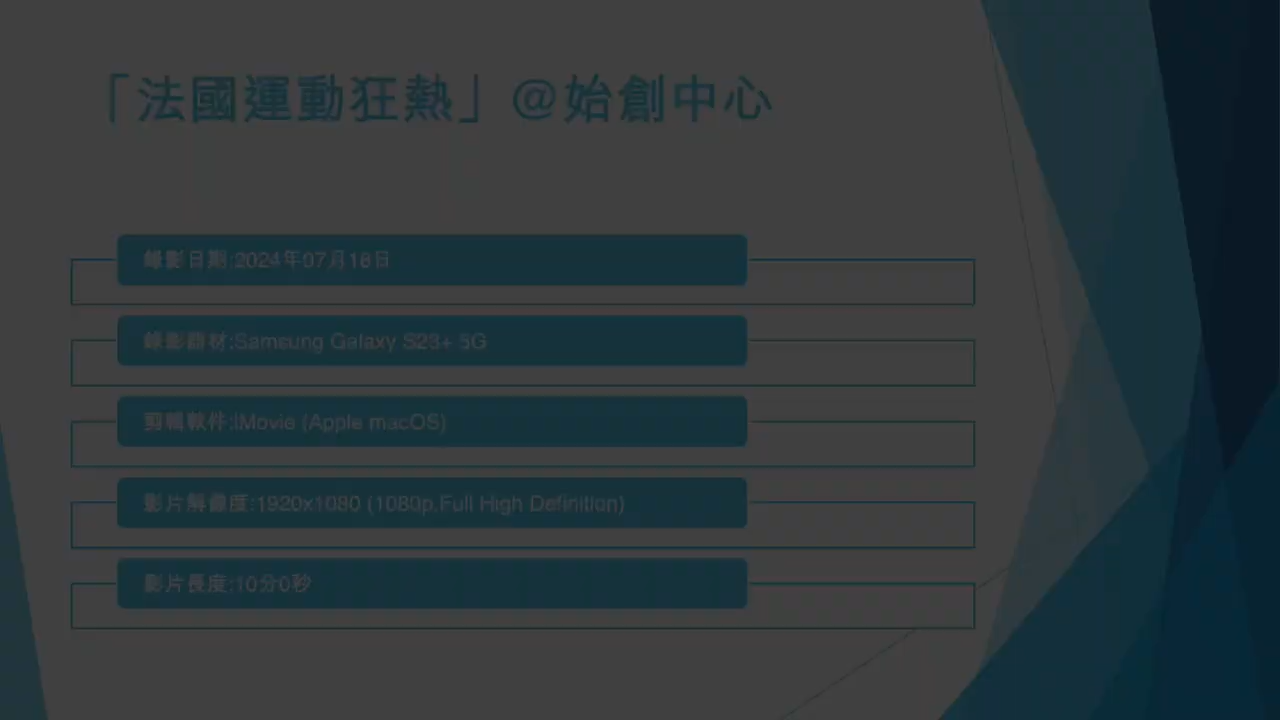 「法國運動狂熱」@始創中心
錄影日期:2024年07月18日
錄影器材:Samsung Galaxy S23+ 5G
剪輯軟件:iMovie (Apple macOS)
影片解像度:1920x1080 (1080p,Full High Definition)
影片長度:10分0秒